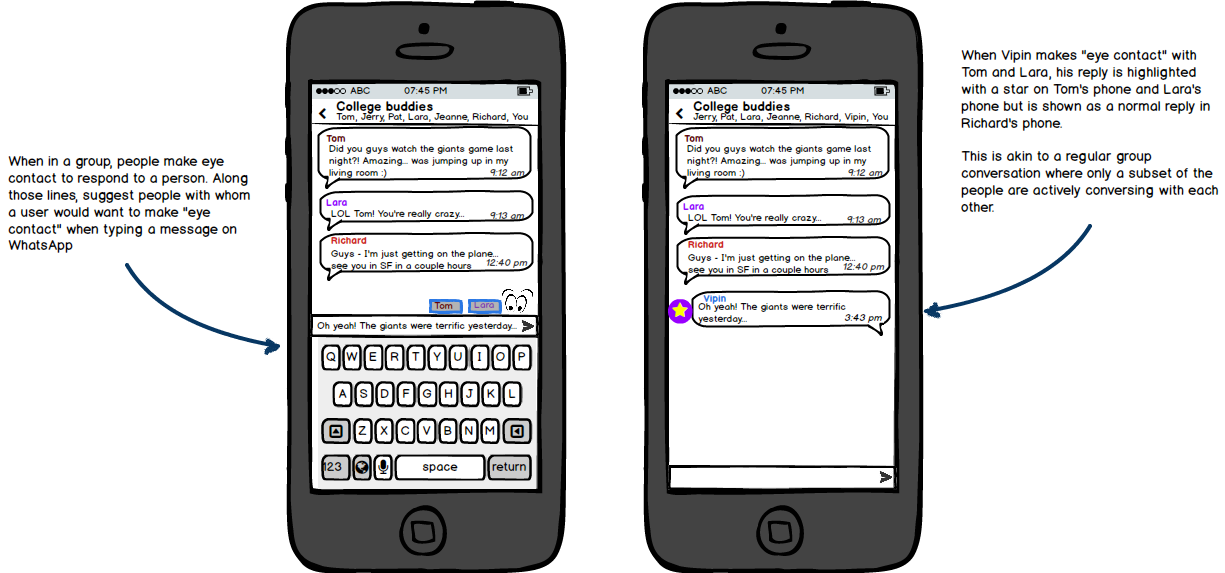 When in a group, people make eye
contact to respond to a person. Along
those lines, suggest people with whom
a user would want to make "eye
contact" when typing a message on
WhatsApp
ABC 07:45 PM
College buddies
Tom, Jerry, Pat, Lara, Jeanne, Richard, You
Tom
Did you guys watch the giants game last
night?! Amazing... was jumping up in my
living room :)
9:12 am
Lara
LOL Tom! You're really crazy...
9:13 am
Richard
Guys - I'm just getting on the plane...
see you in SF in a couple hours
12:40 pm
Tom Lara
Oh yeah! The giants were terrific yesterday...
Q W E R T Y U I O P
A S D F G H J K L
Z X C V B N M
123 space return
ABC 07:45 PM
College buddies
Jerry, Pat, Lara, Jeanne, Richard, Vipin, You
Tom
Did you guys watch the giants game last
night?! Amazing... was jumping up in my
living room :)
9:12 am
Lara
LOL Tom! You're really crazy...
9:13 am
Richard
Guys - I'm just getting on the plane...
see you in SF in a couple hours
12:40 pm
Vipin
Oh yeah! The giants were terrific
yesterday...
3:43 pm
When Vipin makes "eye contact" with
Tom and Lara, his reply is highlighted
with a star on Tom's phone and Lara's
phone but is shown as a normal reply in
Richard's phone.
This is akin to a regular group
conversation where only a subset of the
people are actively conversing with each
other.